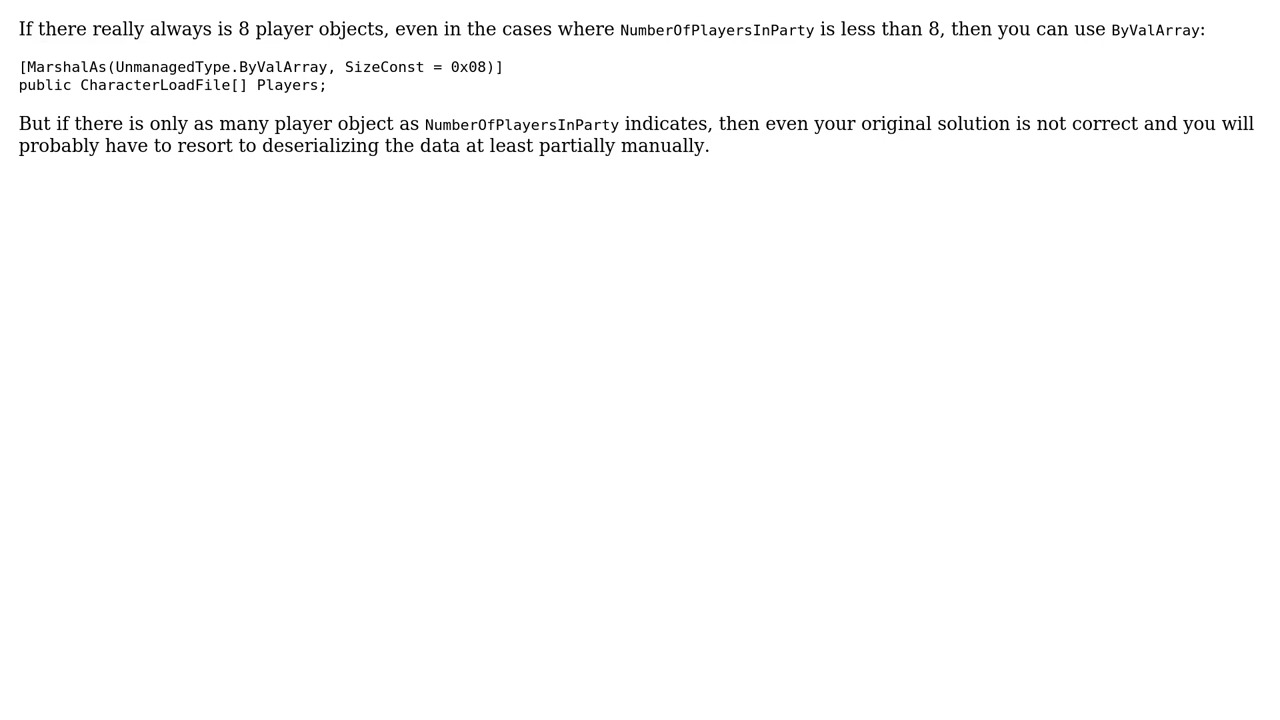 If there really always is 8 player objects, even in the cases where NumberOfPlayersInParty is less than 8, then you can use ByValArray:
[MarshalAs(UnmanagedType.ByValArray, SizeConst = 0x08)]
public CharacterLoadFile[] Players;
But if there is only as many player object as NumberOfPlayersInParty indicates, then even your original solution is not correct and you will
probably have to resort to deserializing the data at least partially manually.